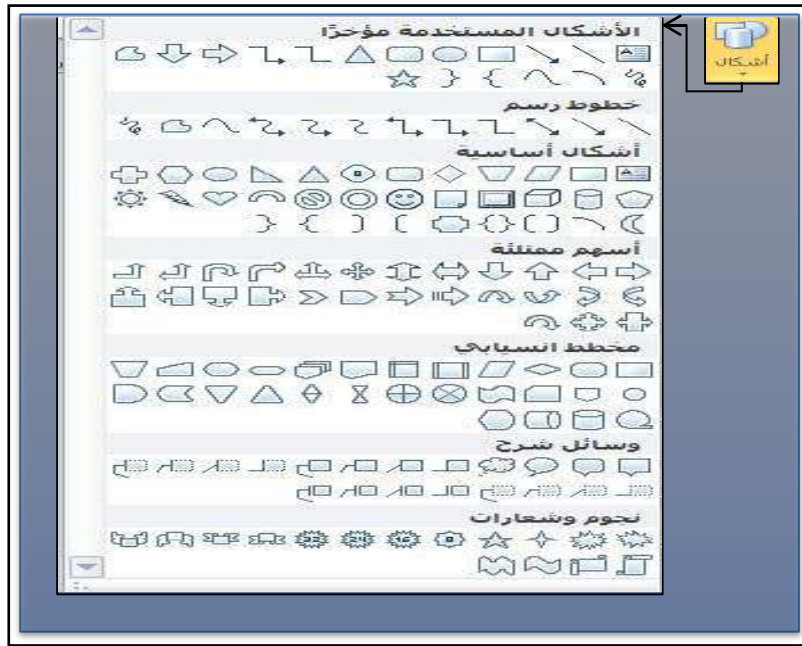 أشكال
الأشكال المستخدمة مؤخرًا
خطوط رسم
أشكال أساسية
أسهم ممتلئة
مخطط انسيابي
وسائل شرح
نجوم وشعارات